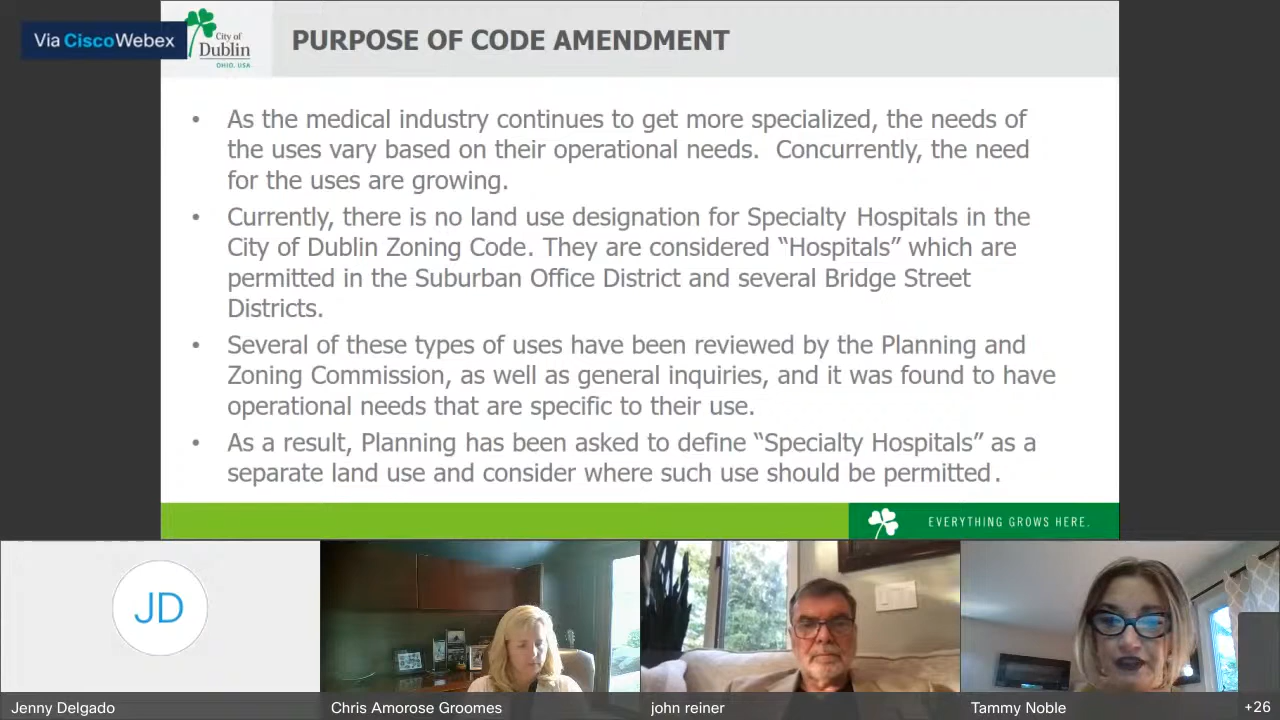 Via CiscoWebex
City of
Dublin
OHIO, USA
PURPOSE OF CODE AMENDMENT
• As the medical industry continues to get more specialized, the needs of
the uses vary based on their operational needs.  Concurrently, the need
for the uses are growing.
• Currently, there is no land use designation for Specialty Hospitals in the
City of Dublin Zoning Code. They are considered “Hospitals” which are
permitted in the Suburban Office District and several Bridge Street
Districts.
• Several of these types of uses have been reviewed by the Planning and
Zoning Commission, as well as general inquiries, and it was found to have
operational needs that are specific to their use.
• As a result, Planning has been asked to define “Specialty Hospitals” as a
separate land use and consider where such use should be permitted.
EVERYTHING GROWS HERE.
JD
Jenny Delgado
Chris Amorose Groomes
john reiner
Tammy Noble
+26